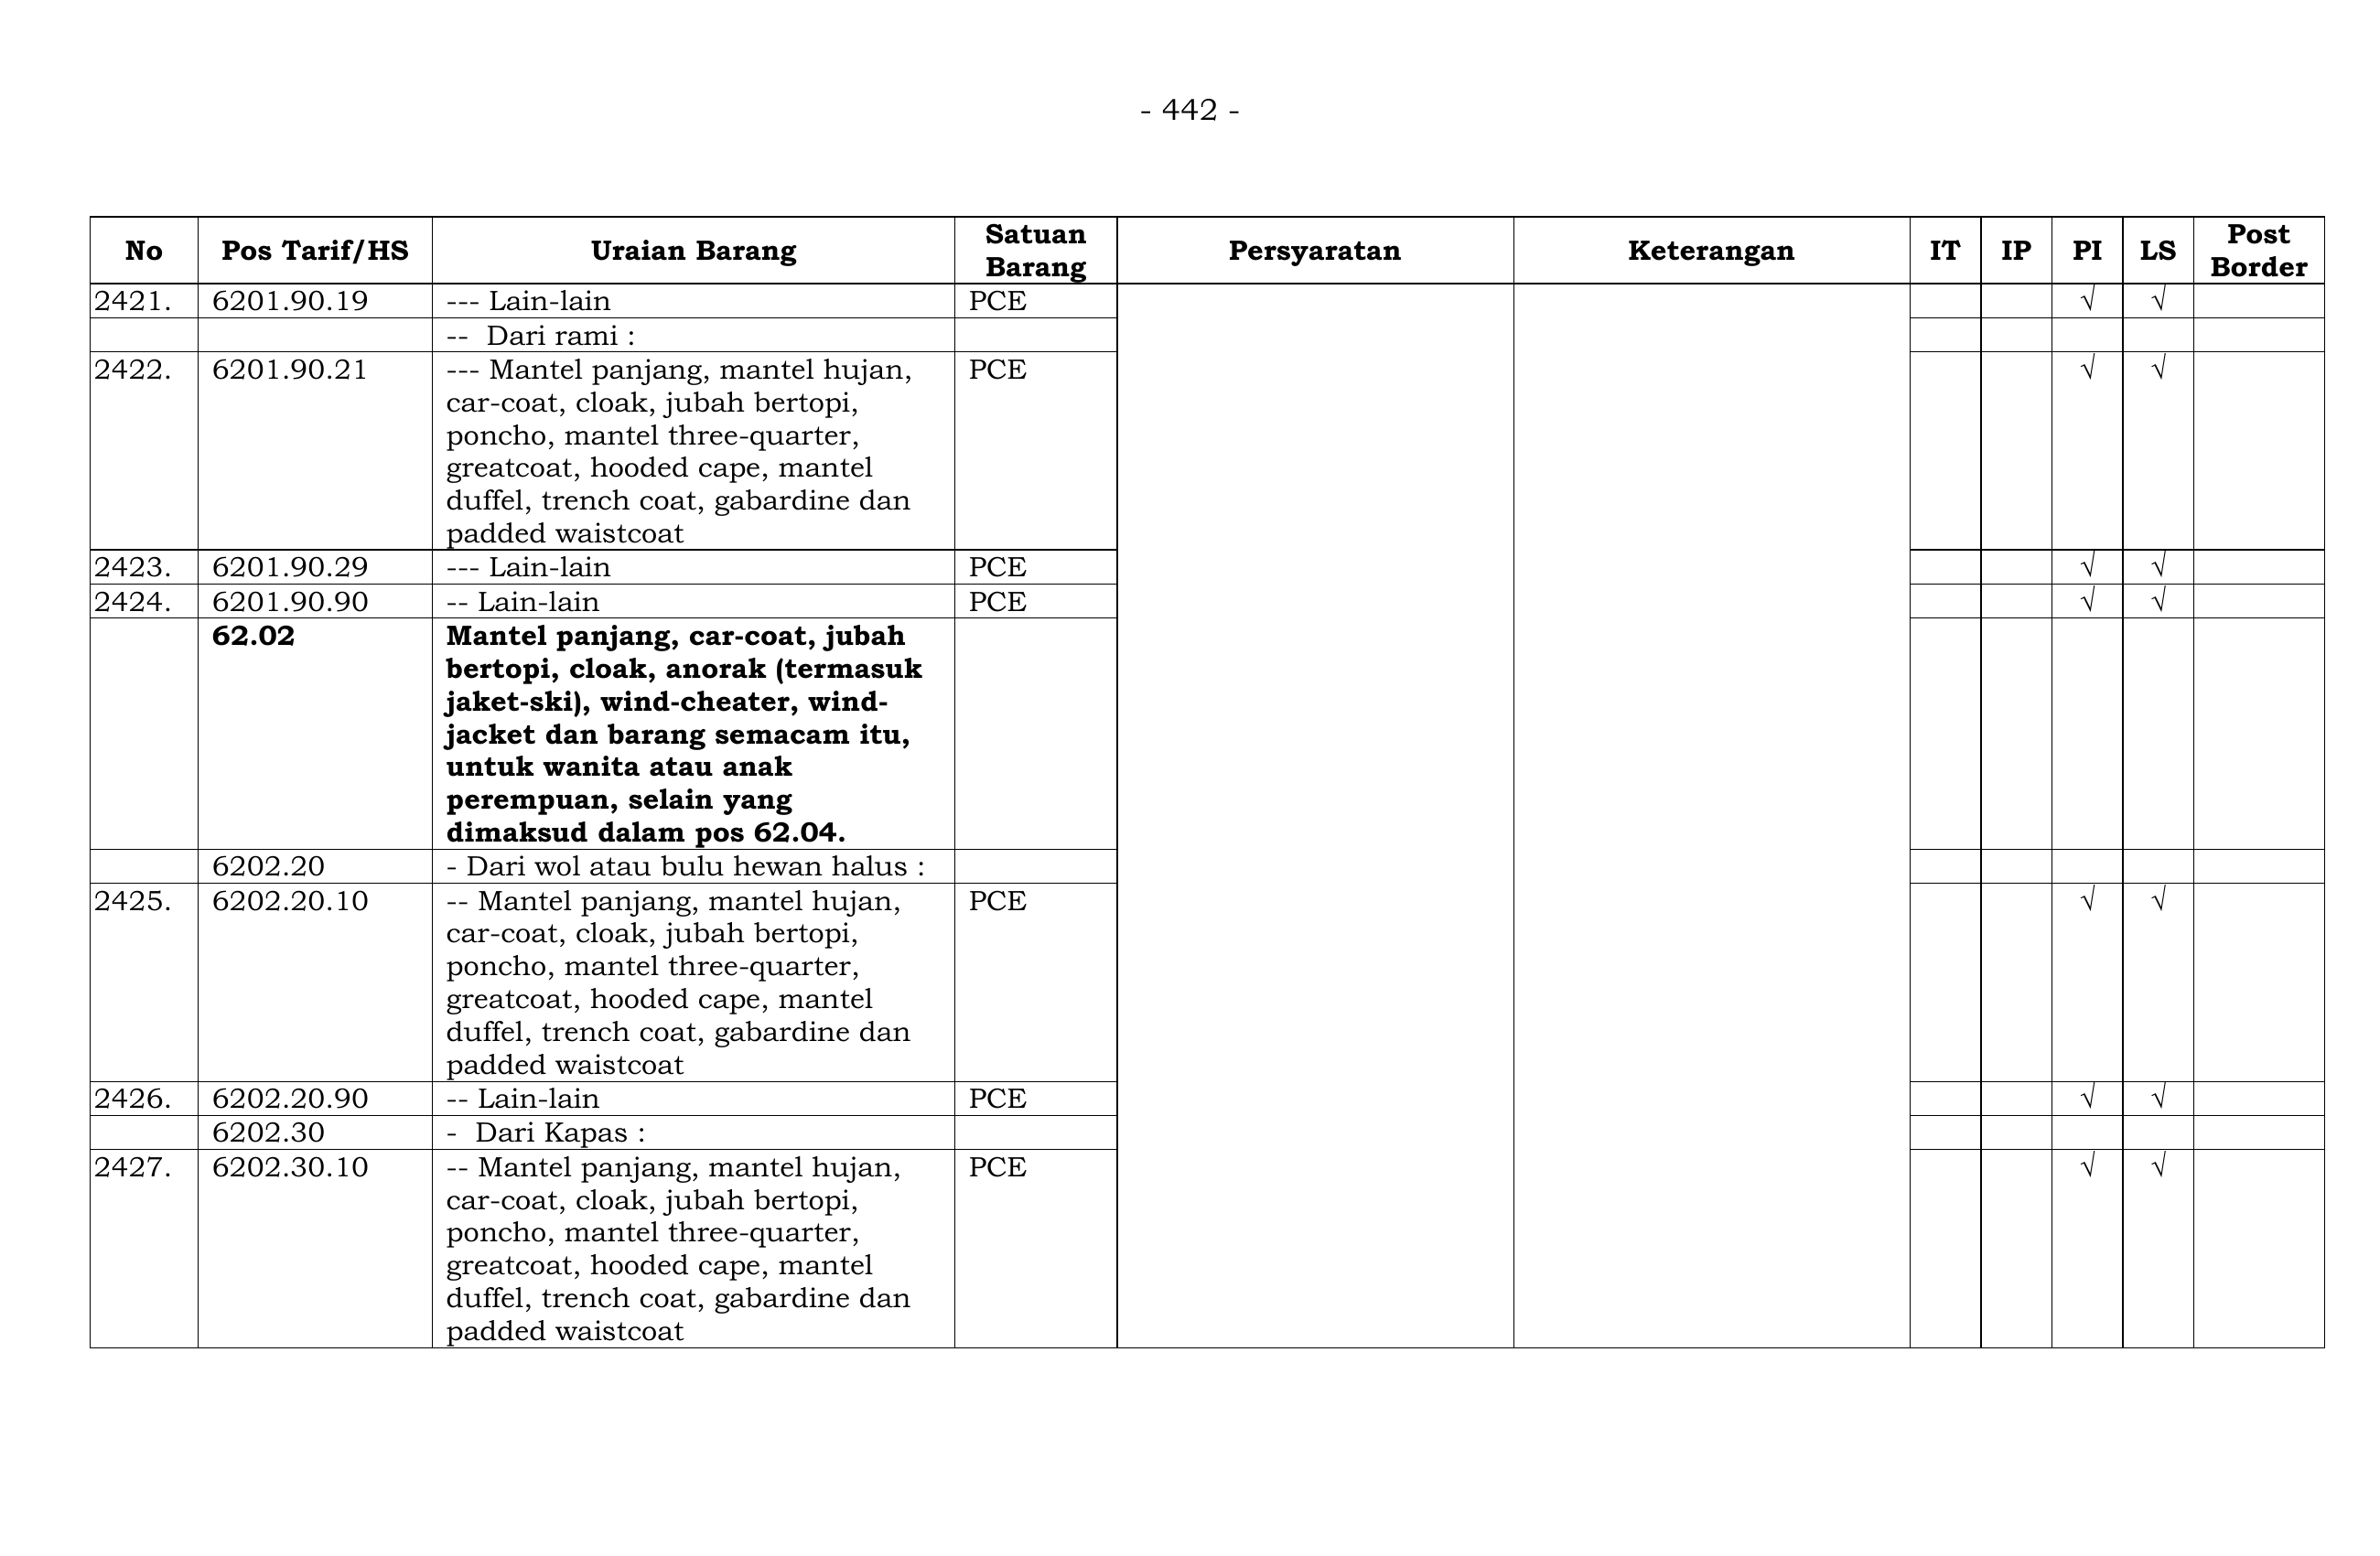 - 442 -
No Pos Tarif/HS Uraian Barang Satuan Barang Persyaratan Keterangan IT IP PI LS Post Border
2421. 6201.90.19 --- Lain-lain PCE √ √
-- Dari rami :
2422. 6201.90.21 --- Mantel panjang, mantel hujan, PCE √ √
car-coat, cloak, jubah bertopi,
poncho, mantel three-quarter,
greatcoat, hooded cape, mantel
duffel, trench coat, gabardine dan
padded waistcoat
2423. 6201.90.29 --- Lain-lain PCE √ √
2424. 6201.90.90 -- Lain-lain PCE √ √
62.02 Mantel panjang, car-coat, jubah
bertopi, cloak, anorak (termasuk
jaket-ski), wind-cheater, wind-
jacket dan barang semacam itu,
untuk wanita atau anak
perempuan, selain yang
dimaksud dalam pos 62.04.
6202.20 - Dari wol atau bulu hewan halus :
2425. 6202.20.10 -- Mantel panjang, mantel hujan, PCE √ √
car-coat, cloak, jubah bertopi,
poncho, mantel three-quarter,
greatcoat, hooded cape, mantel
duffel, trench coat, gabardine dan
padded waistcoat
2426. 6202.20.90 -- Lain-lain PCE √ √
6202.30 - Dari Kapas :
2427. 6202.30.10 -- Mantel panjang, mantel hujan, PCE √ √
car-coat, cloak, jubah bertopi,
poncho, mantel three-quarter,
greatcoat, hooded cape, mantel
duffel, trench coat, gabardine dan
padded waistcoat